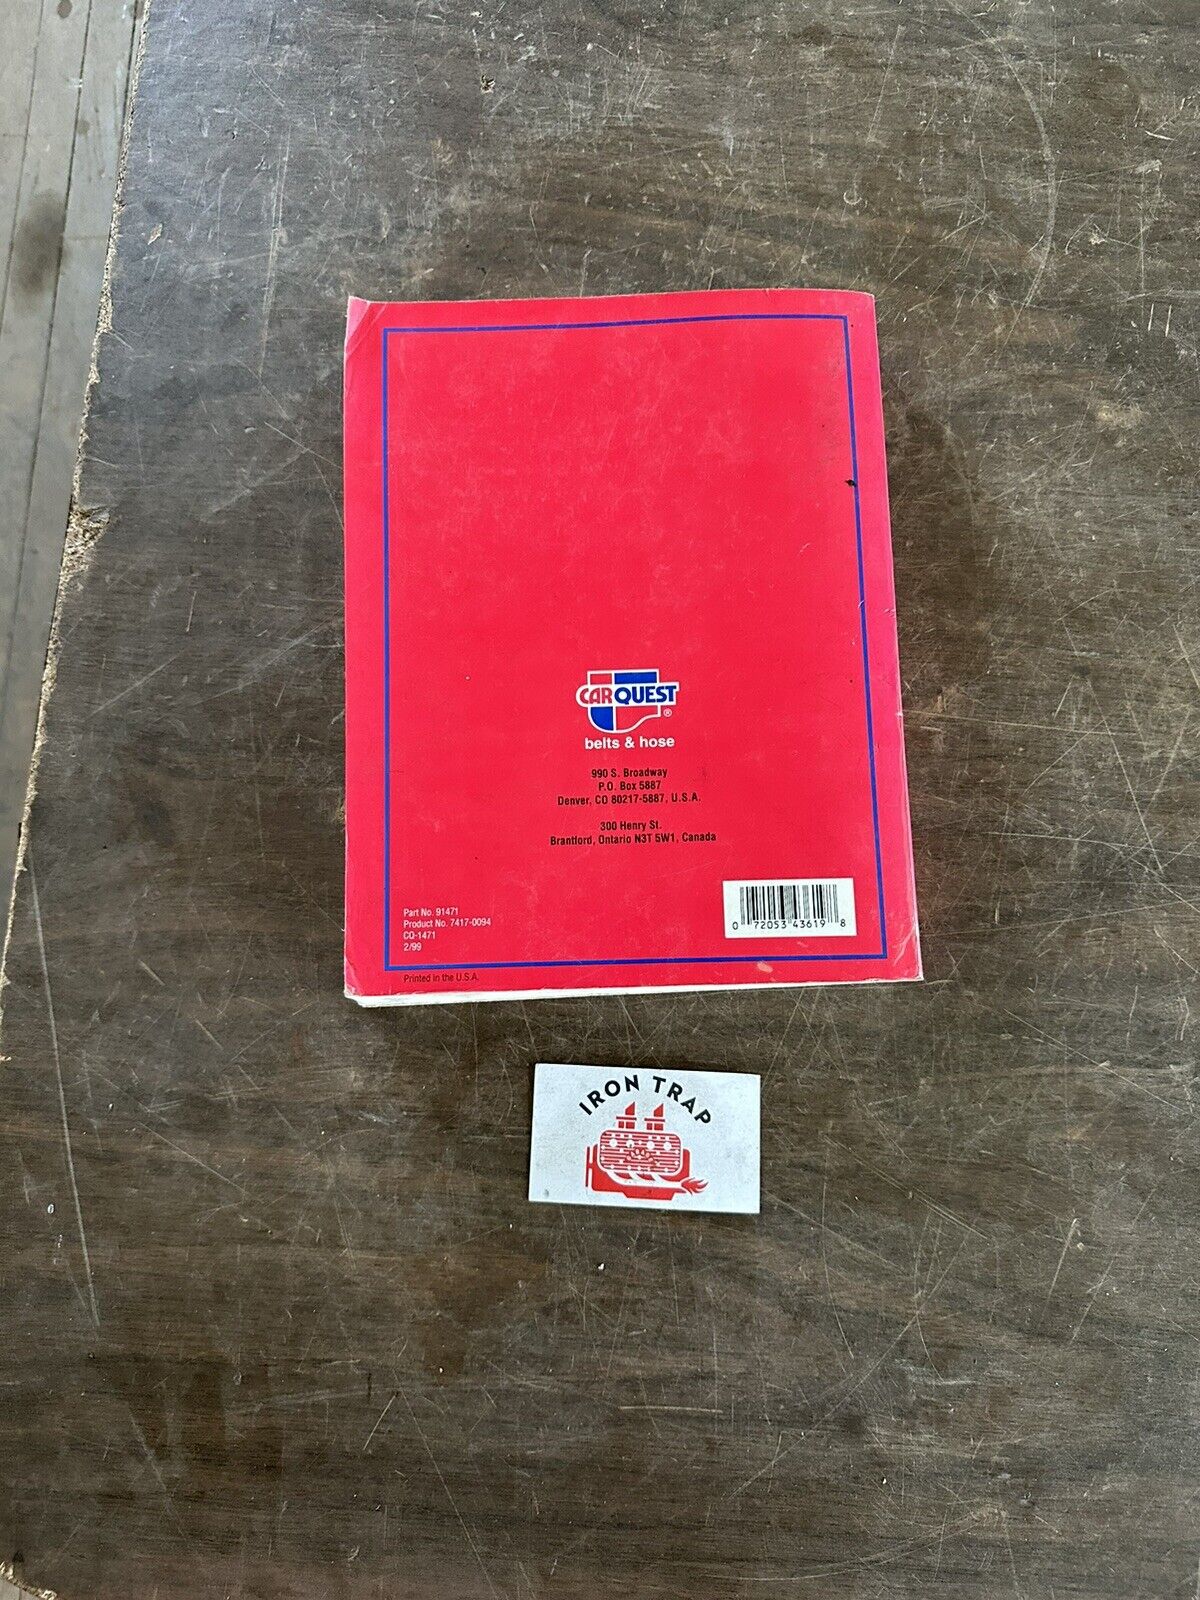 CARQUEST
®
belts & hose
990 S. Broadway
P.O. Box 5887
Denver, CO 80217-5887, U.S.A.
300 Henry St.
Brantford, Ontario N3T 5W1, Canada
Part No. 91471
Product No. 7417-0094
CQ-1471
2/99
Printed in the U.S.A.
0 72053 43619 8
IRON TRAP